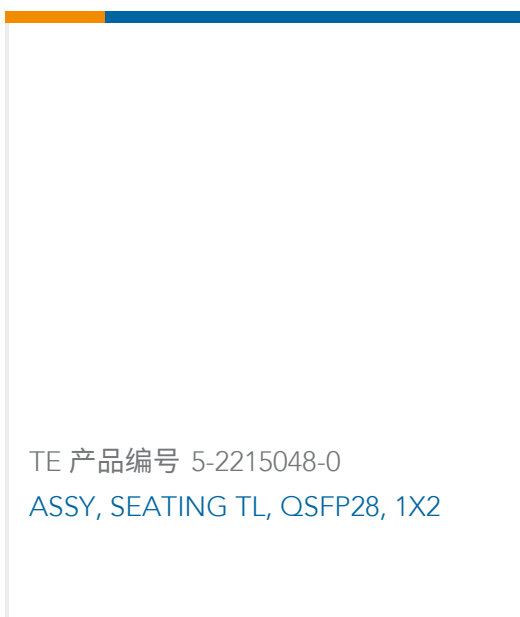 TE 产品编号 5-2215048-0
ASSY, SEATING TL, QSFP28, 1X2